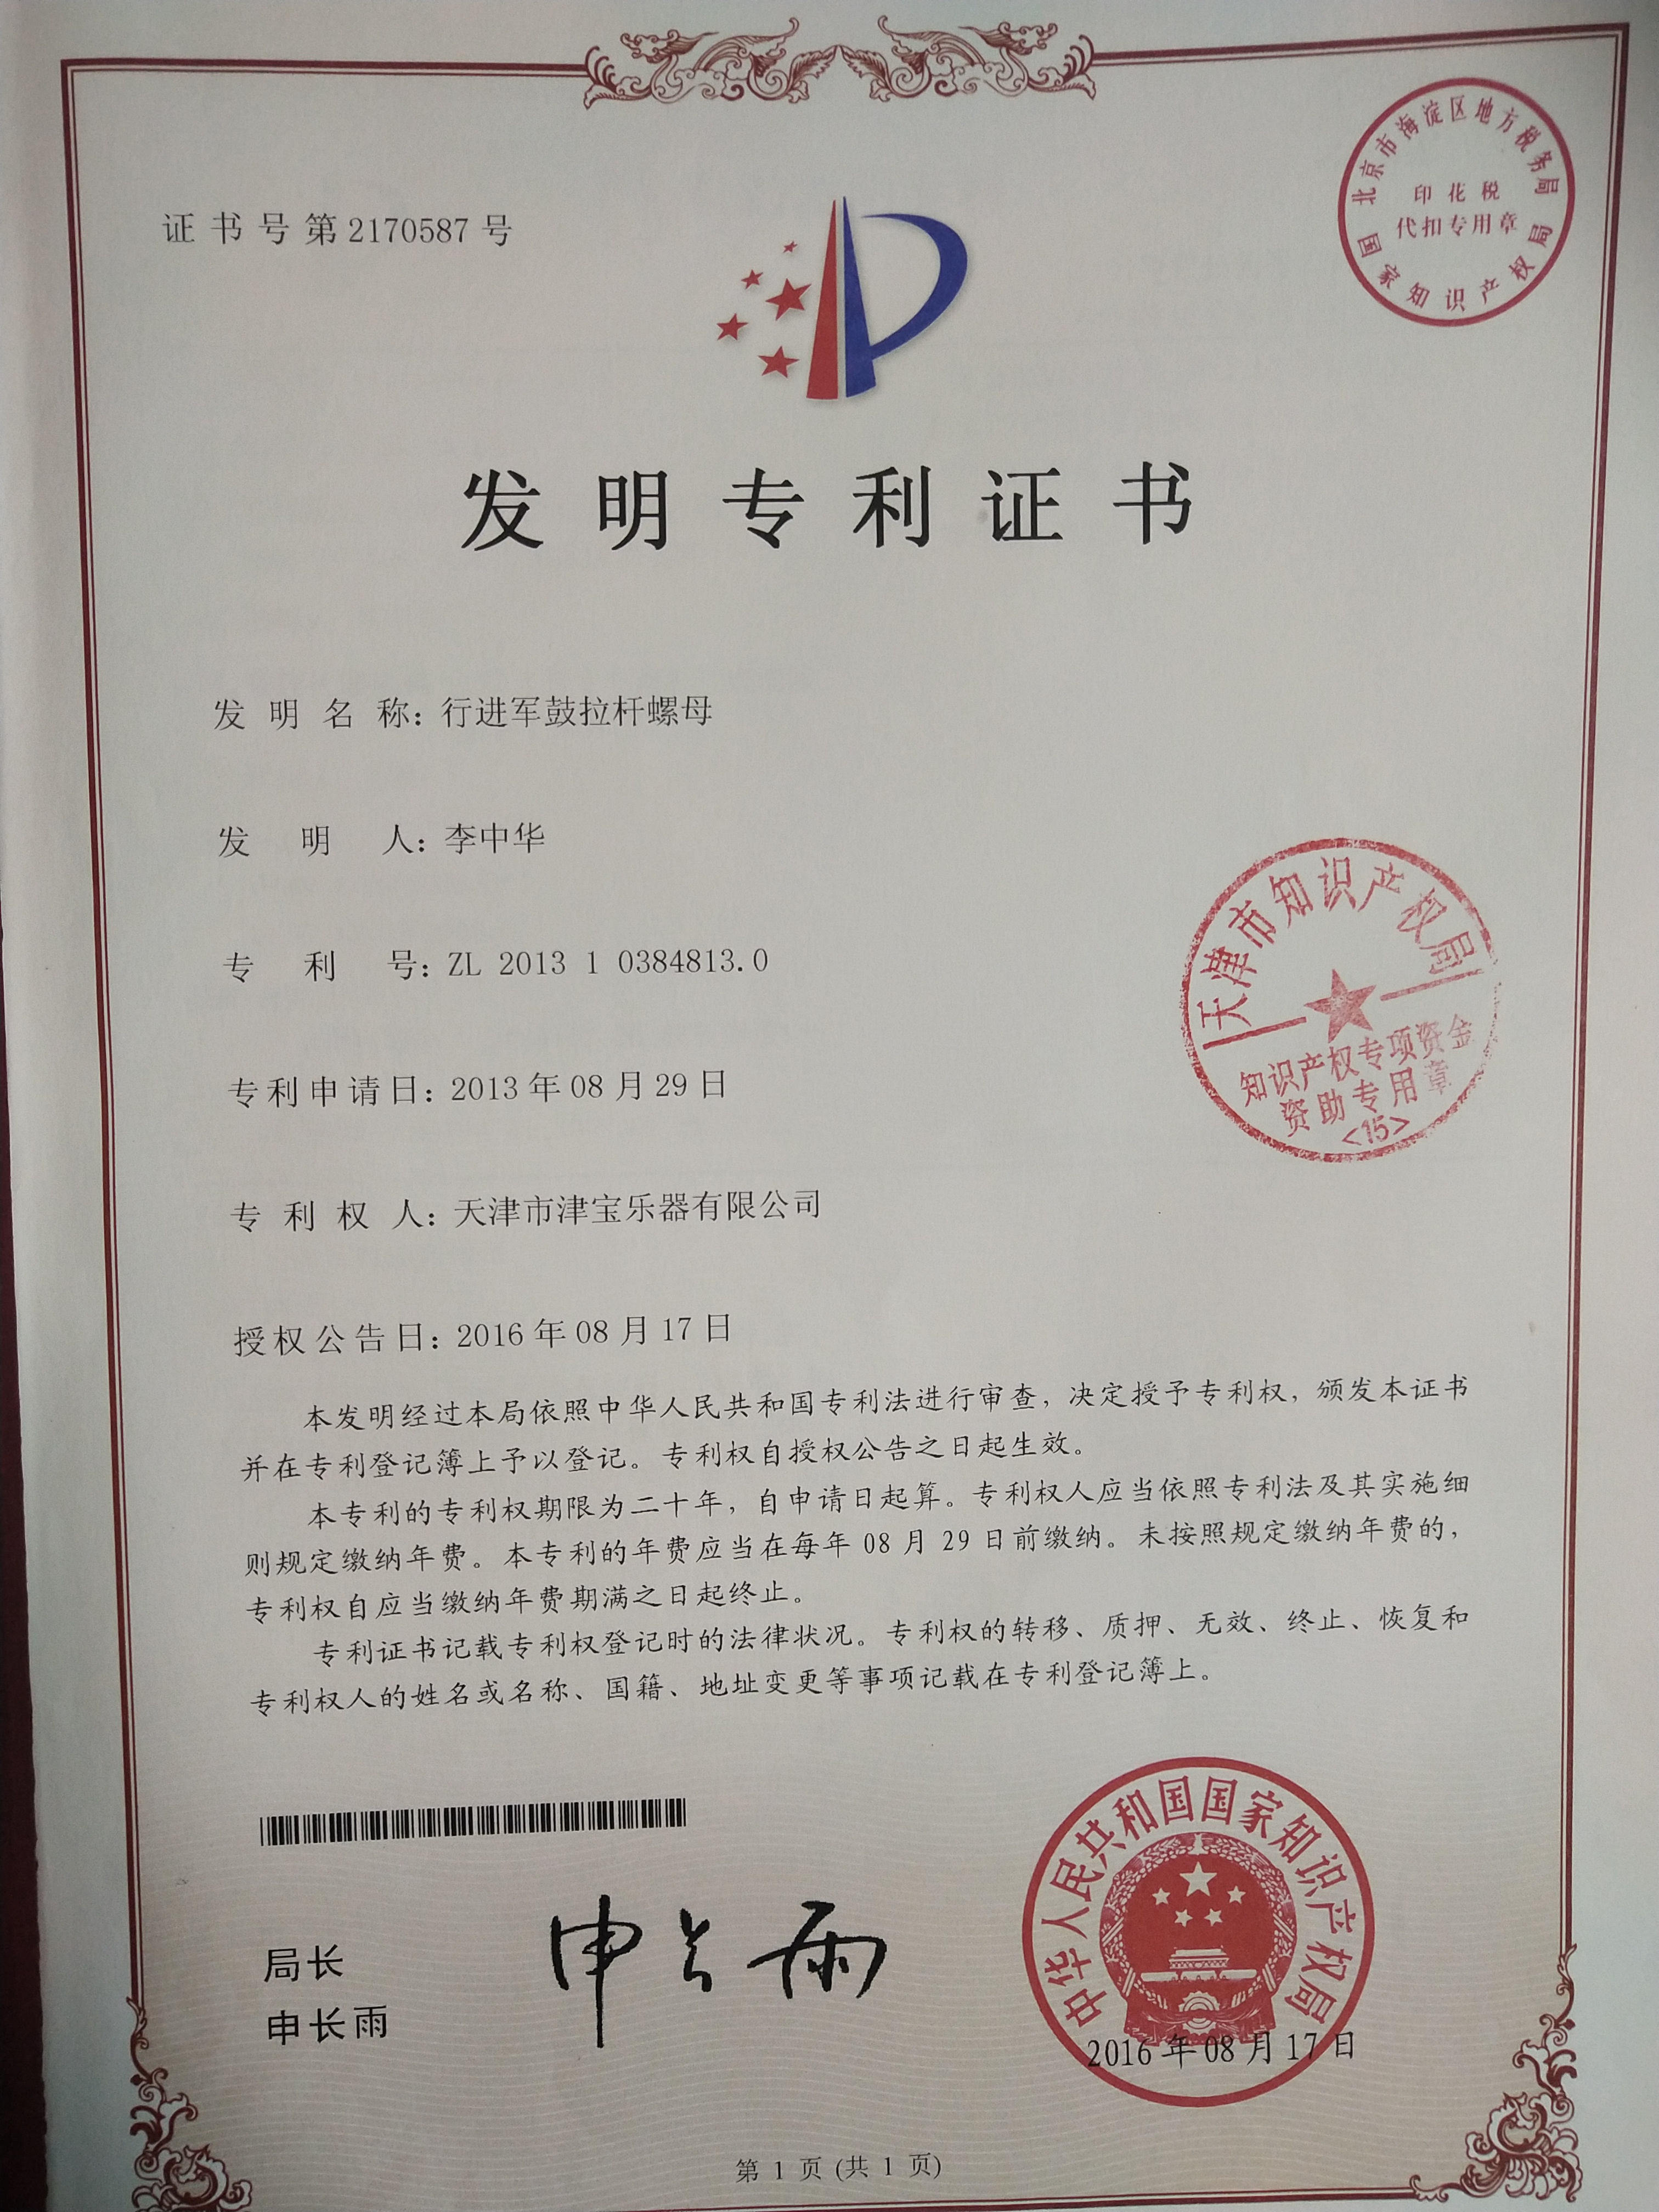 证书号第2170587号
北京市海淀区地方税务局
印花税
代扣专用章
国家知识产权局
发明专利证书
发明名称：行进军鼓拉杆螺母
发明人：李中华
专利号：ZL 2013 1 0384813.0
专利申请日：2013年08月29日
专利权人：天津市津宝乐器有限公司
授权公告日：2016年08月17日
天津市知识产权局
知识产权专项资金
资助专用章
<15>
本发明经过本局依照中华人民共和国专利法进行审查，决定授予专利权，颁发本证书
并在专利登记簿上予以登记。专利权自授权公告之日起生效。
本专利的专利权期限为二十年，自申请日起算。专利权人应当依照专利法及其实施细
则规定缴纳年费。本专利的年费应当在每年08月29日前缴纳。未按照规定缴纳年费的，
专利权自应当缴纳年费期满之日起终止。
专利证书记载专利权登记时的法律状况。专利权的转移、质押、无效、终止、恢复和
专利权人的姓名或名称、国籍、地址变更等事项记载在专利登记簿上。
局长
申长雨
申长雨
中华人民共和国国家知识产权局
2016年08月17日
第 1 页 (共 1 页)